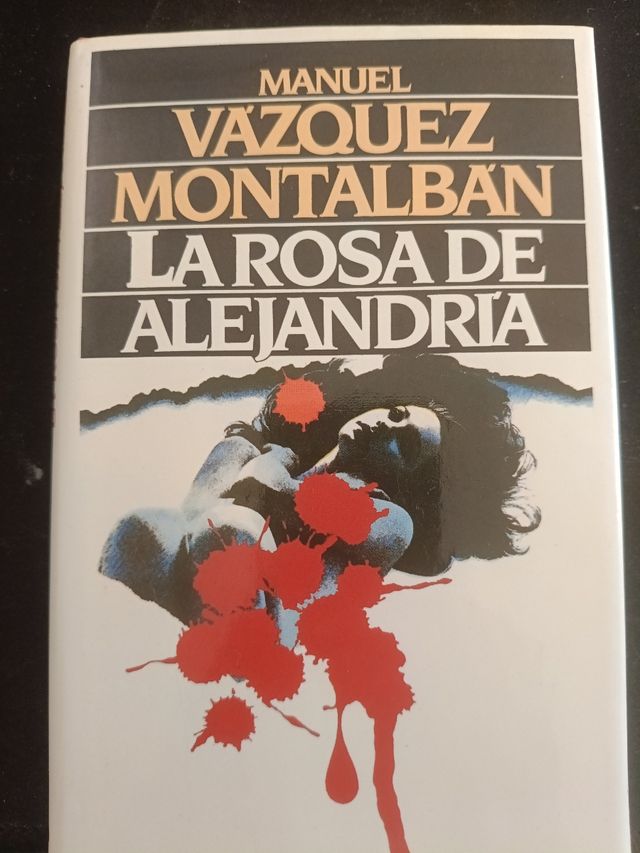 MANUEL
VÁZQUEZ
MONTALBÁN
LA ROSA DE
ALEJANDRÍA